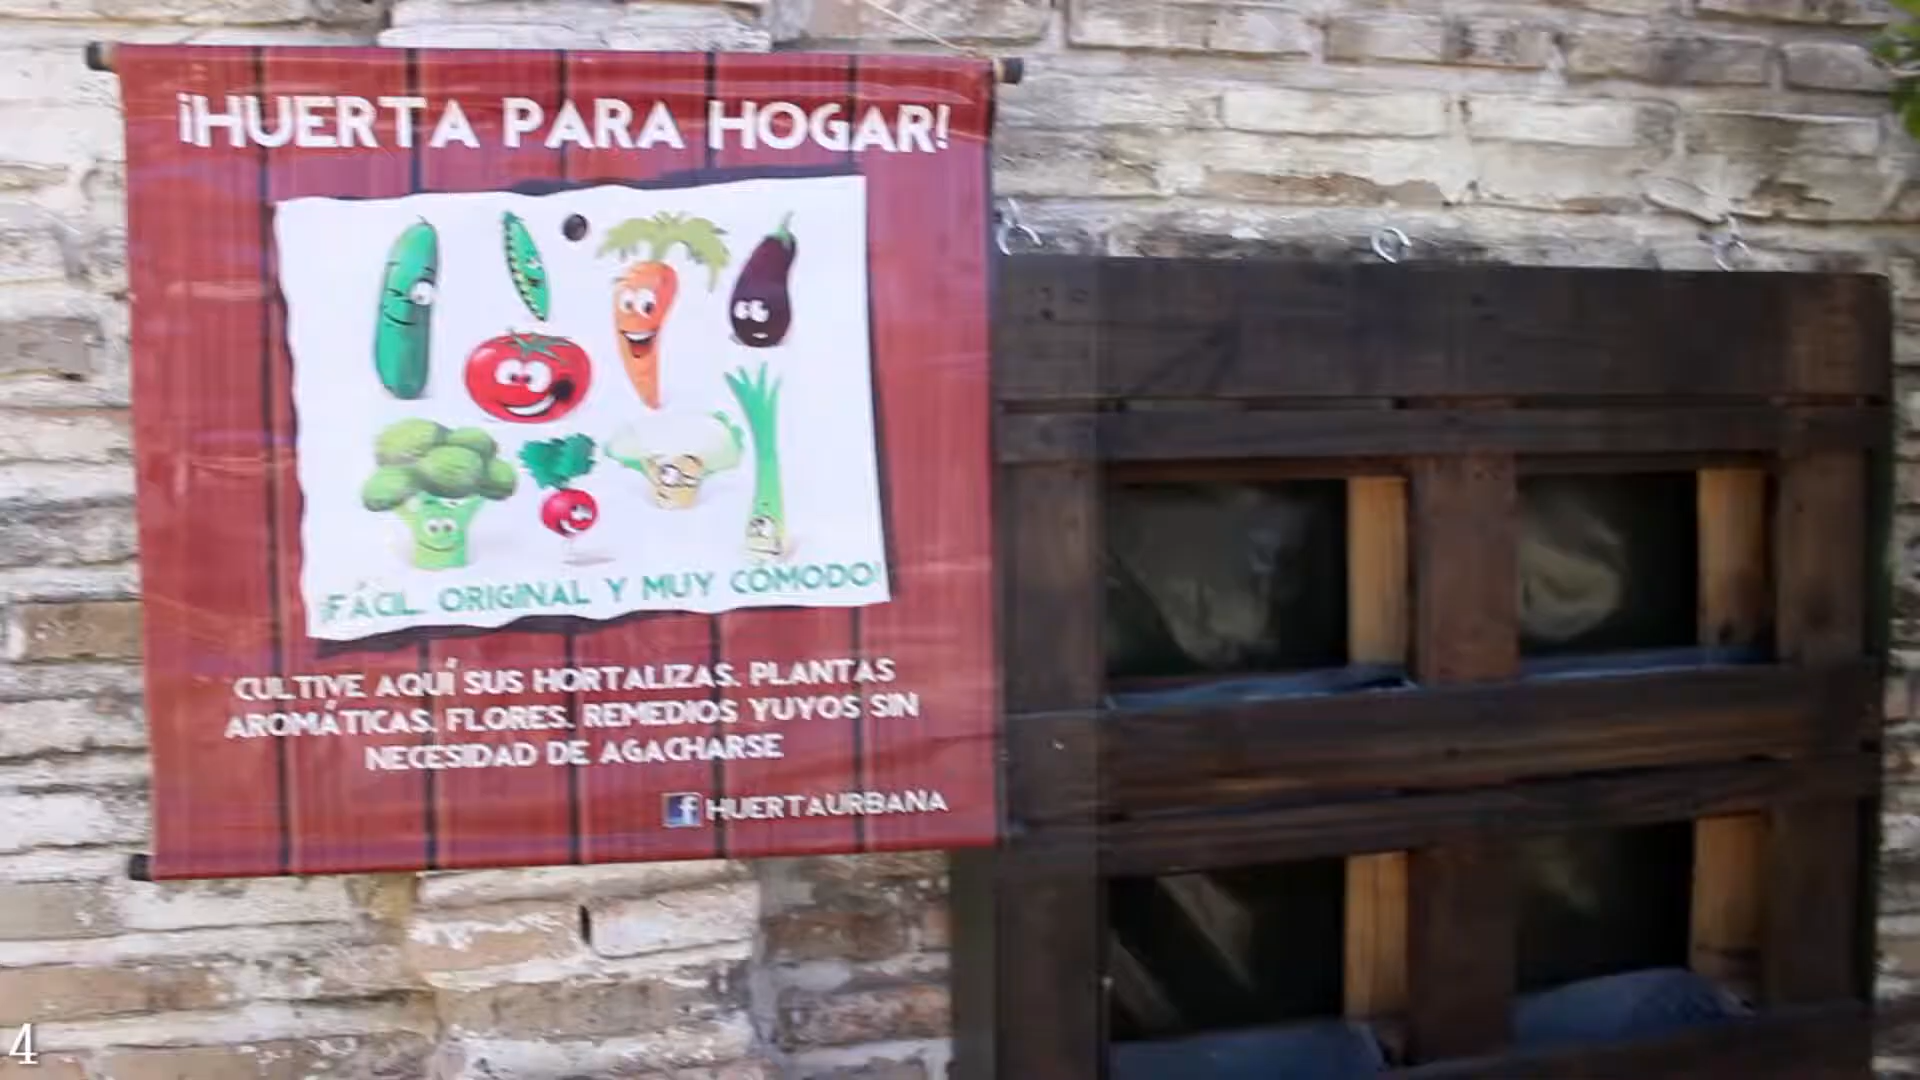 ¡HUERTA PARA HOGAR!
¡FÁCIL ORIGINAL Y MUY CÓMODO!
CULTIVE AQUÍ SUS HORTALIZAS. PLANTAS
AROMÁTICAS. FLORES. REMEDIOS YUYOS SIN
NECESIDAD DE AGACHARSE
f HUERTAURBANA
4